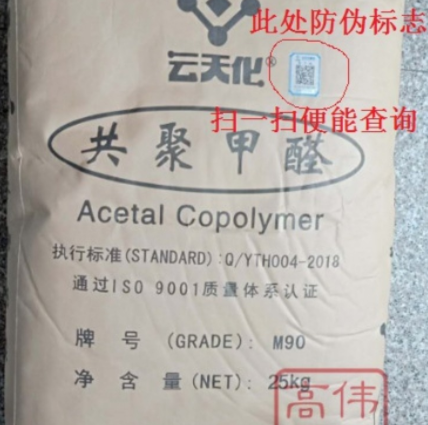 此处防伪标志
云天化®
扫一扫便能查询
共聚甲醛
Acetal Copolymer
执行标准(STANDARD):Q/YTH004-2018
通过ISO 9001质量体系认证
牌 号 (GRADE): M90
净 含 量(NET): 25kg
高伟